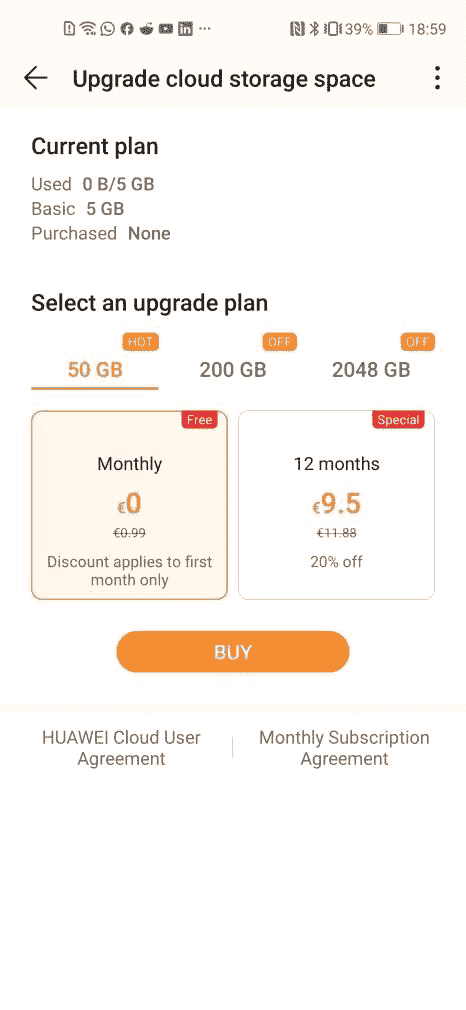 39% 18:59
Upgrade cloud storage space
Current plan
Used 0 B/5 GB
Basic 5 GB
Purchased None
Select an upgrade plan
HOT OFF OFF
50 GB 200 GB 2048 GB
Free Special
Monthly 12 months
€0 €9.5
€0.99 €11.88
Discount applies to first 20% off
month only
BUY
HUAWEI Cloud User Monthly Subscription
Agreement Agreement